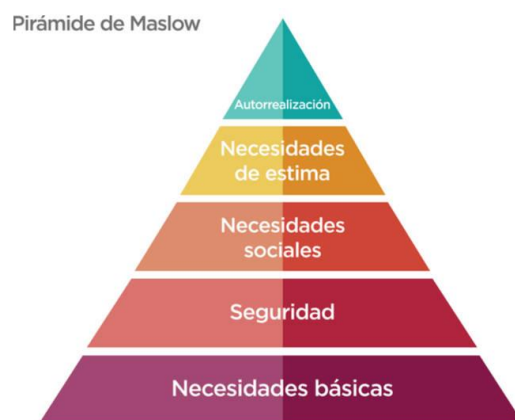 Pirámide de Maslow
Autorrealización
Necesidades
de estima
Necesidades
sociales
Seguridad
Necesidades básicas